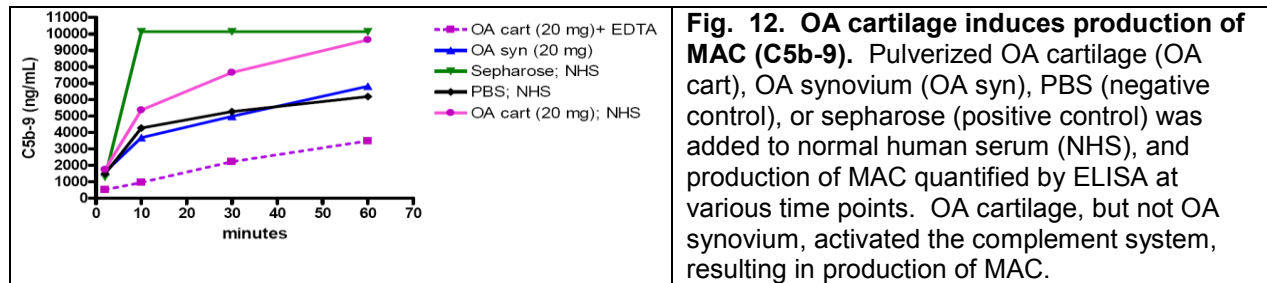 11000
10000
9000
8000
7000
6000
5000
4000
3000
2000
1000
0
C5b-9 (ng/mL)
0 10 20 30 40 50 60 70
minutes
OA cart (20 mg)+ EDTA
OA syn (20 mg)
Sepharose; NHS
PBS; NHS
OA cart (20 mg); NHS
Fig. 12. OA cartilage induces production of
MAC (C5b-9). Pulverized OA cartilage (OA
cart), OA synovium (OA syn), PBS (negative
control), or sepharose (positive control) was
added to normal human serum (NHS), and
production of MAC quantified by ELISA at
various time points. OA cartilage, but not OA
synovium, activated the complement system,
resulting in production of MAC.